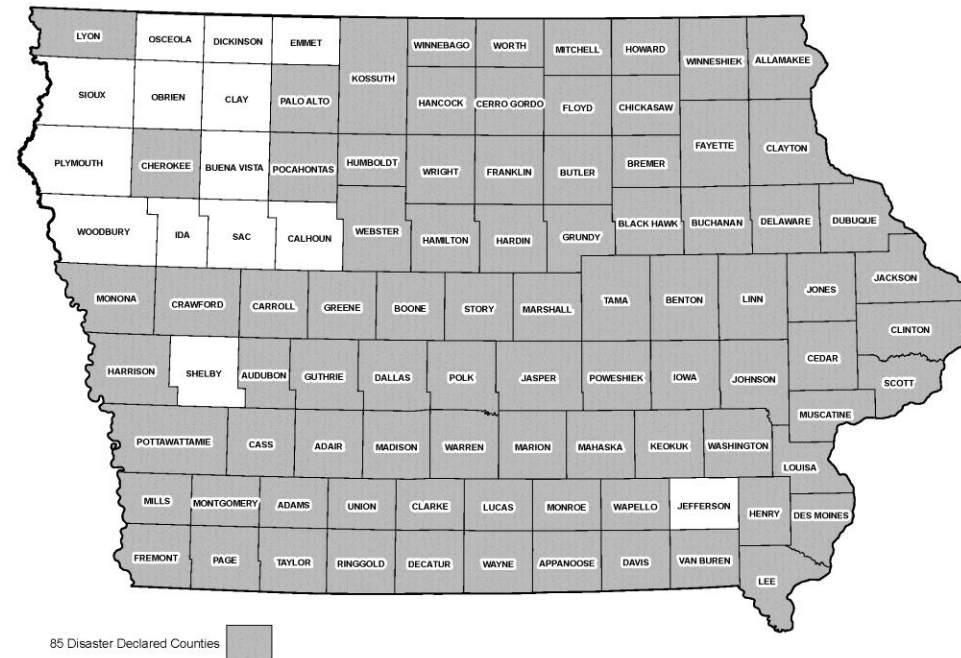 LYON OSCEOLA DICKINSON EMMET WINNEBAGO WORTH MITCHELL HOWARD WINNESHIEK ALLAMAKEE
KOSSUTH
SIOUX OBRIEN CLAY PALO ALTO HANCOCK CERRO GORDO FLOYD CHICKASAW
FAYETTE CLAYTON
PLYMOUTH CHEROKEE BUENA VISTA POCAHONTAS HUMBOLDT WRIGHT FRANKLIN BUTLER BREMER
WOODBURY IDA SAC CALHOUN WEBSTER HAMILTON HARDIN GRUNDY BLACK HAWK BUCHANAN DELAWARE DUBUQUE
MONONA CRAWFORD CARROLL GREENE BOONE STORY MARSHALL TAMA BENTON LINN JONES JACKSON
CLINTON
HARRISON SHELBY AUDUBON GUTHRIE DALLAS POLK JASPER POWESHIEK IOWA JOHNSON CEDAR SCOTT
MUSCATINE
POTTAWATTAMIE CASS ADAIR MADISON WARREN MARION MAHASKA KEOKUK WASHINGTON LOUISA
MILLS MONTGOMERY ADAMS UNION CLARKE LUCAS MONROE WAPELLO JEFFERSON HENRY DES MOINES
FREMONT PAGE TAYLOR RINGGOLD DECATUR WAYNE APPANOOSE DAVIS VAN BUREN LEE
85 Disaster Declared Counties